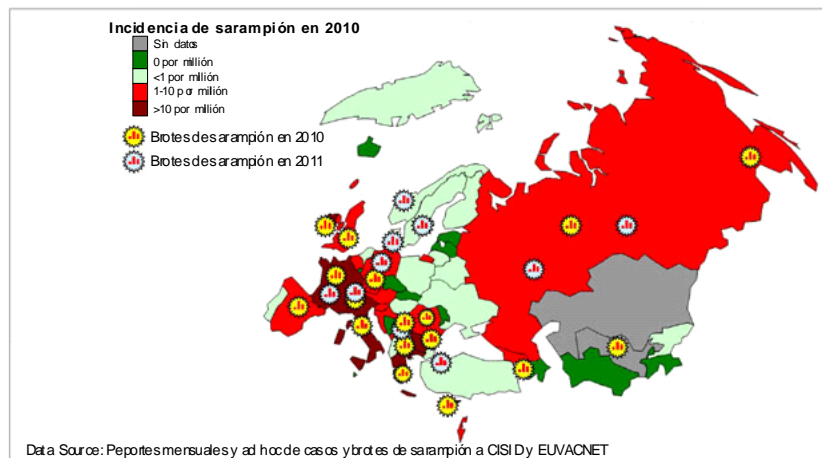 Incidencia de sarampión en 2010
Sin datos
0 por millión
<1 por millión
1-10 por millión
>10 por millión
Brotes de sarampión en 2010
Brotes de sarampión en 2011
Data Source: Peportes mensuales y ad hoc de casos y brotes de sarampión a CISID y EUVACNET